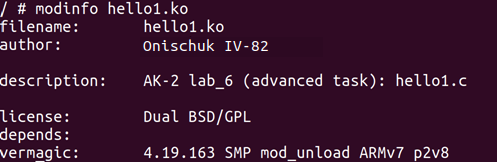 / # modinfo hello1.ko
filename: hello1.ko
author: Onischuk IV-82
description: AK-2 lab_6 (advanced task): hello1.c
license: Dual BSD/GPL
depends:
vermagic: 4.19.163 SMP mod_unload ARMv7 p2v8